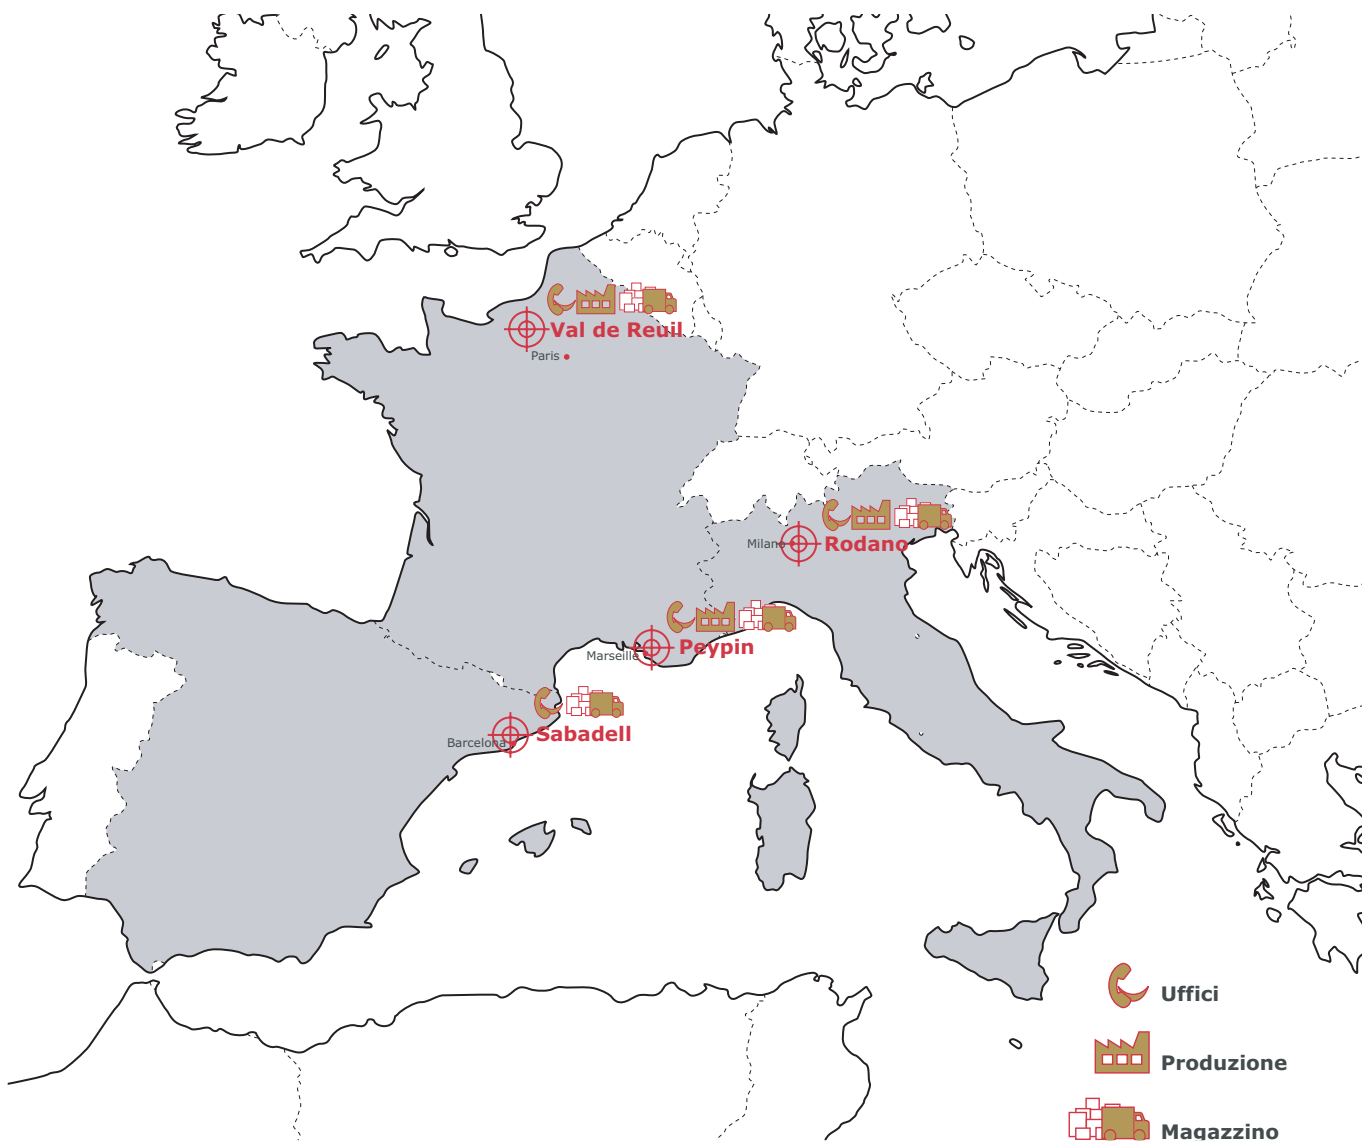 Val de Reuil
Paris
Milano
Rodano
Marseille
Peypin
Barcelona
Sabadell
Uffici
Produzione
Magazzino